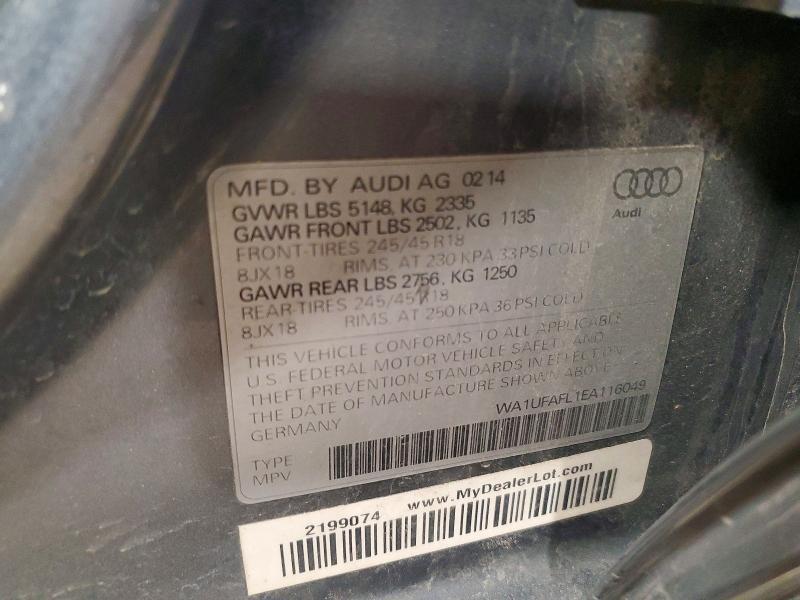 MFD. BY AUDI AG 02 14
Audi
GVWR LBS 5148, KG 2335
GAWR FRONT LBS 2502, KG 1135
FRONT-TIRES 245/45 R18
8JX18 RIMS. AT 230 KPA 33 PSI COLD
GAWR REAR LBS 2756, KG 1250
REAR-TIRES 245/45 R18
8JX18 RIMS. AT 250 KPA 36 PSI COLD
THIS VEHICLE CONFORMS TO ALL APPLICABLE
U.S. FEDERAL MOTOR VEHICLE SAFETY AND
THEFT PREVENTION STANDARDS IN EFFECT ON
THE DATE OF MANUFACTURE SHOWN ABOVE.
GERMANY WA1UFAFL1EA116049
TYPE
MPV
2199074 www.MyDealerLot.com